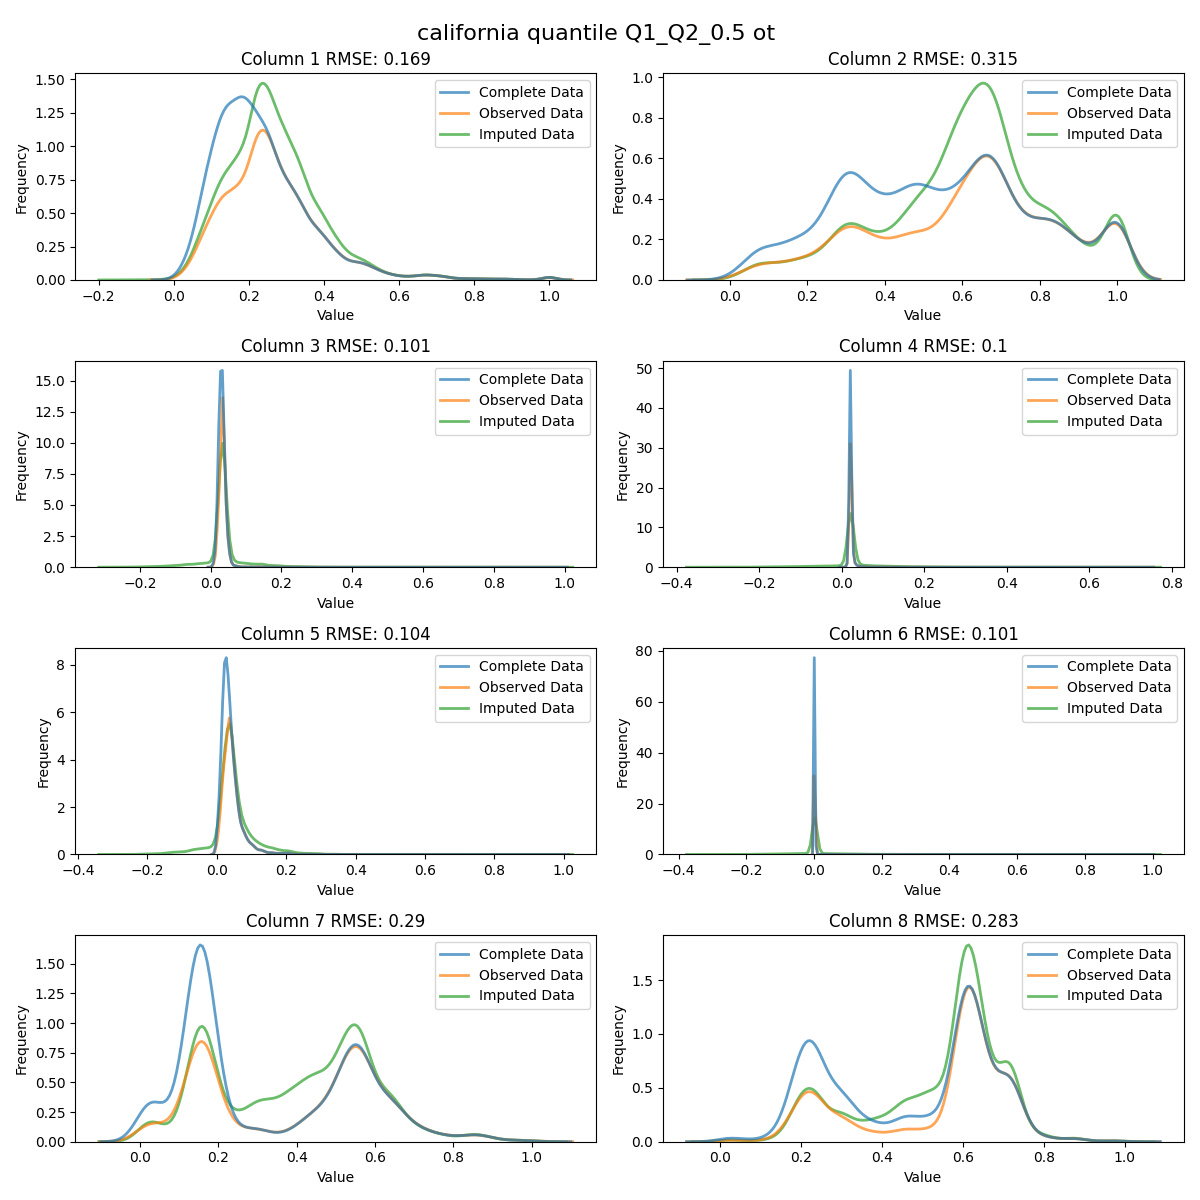 california quantile Q1_Q2_0.5 ot
Column 1 RMSE: 0.169
Frequency
1.50
1.25
1.00
0.75
0.50
0.25
0.00
Complete Data
Observed Data
Imputed Data
−0.2 0.0 0.2 0.4 0.6 0.8 1.0
Value
Column 2 RMSE: 0.315
Frequency
1.0
0.8
0.6
0.4
0.2
0.0
Complete Data
Observed Data
Imputed Data
0.0 0.2 0.4 0.6 0.8 1.0
Value
Column 3 RMSE: 0.101
Frequency
15.0
12.5
10.0
7.5
5.0
2.5
0.0
Complete Data
Observed Data
Imputed Data
−0.2 0.0 0.2 0.4 0.6 0.8 1.0
Value
Column 4 RMSE: 0.1
Frequency
50
40
30
20
10
0
Complete Data
Observed Data
Imputed Data
−0.4 −0.2 0.0 0.2 0.4 0.6 0.8
Value
Column 5 RMSE: 0.104
Frequency
8
6
4
2
0
Complete Data
Observed Data
Imputed Data
−0.4 −0.2 0.0 0.2 0.4 0.6 0.8 1.0
Value
Column 6 RMSE: 0.101
Frequency
80
60
40
20
0
Complete Data
Observed Data
Imputed Data
−0.4 −0.2 0.0 0.2 0.4 0.6 0.8 1.0
Value
Column 7 RMSE: 0.29
Frequency
1.50
1.25
1.00
0.75
0.50
0.25
0.00
Complete Data
Observed Data
Imputed Data
0.0 0.2 0.4 0.6 0.8 1.0
Value
Column 8 RMSE: 0.283
Frequency
1.5
1.0
0.5
0.0
Complete Data
Observed Data
Imputed Data
0.0 0.2 0.4 0.6 0.8 1.0
Value